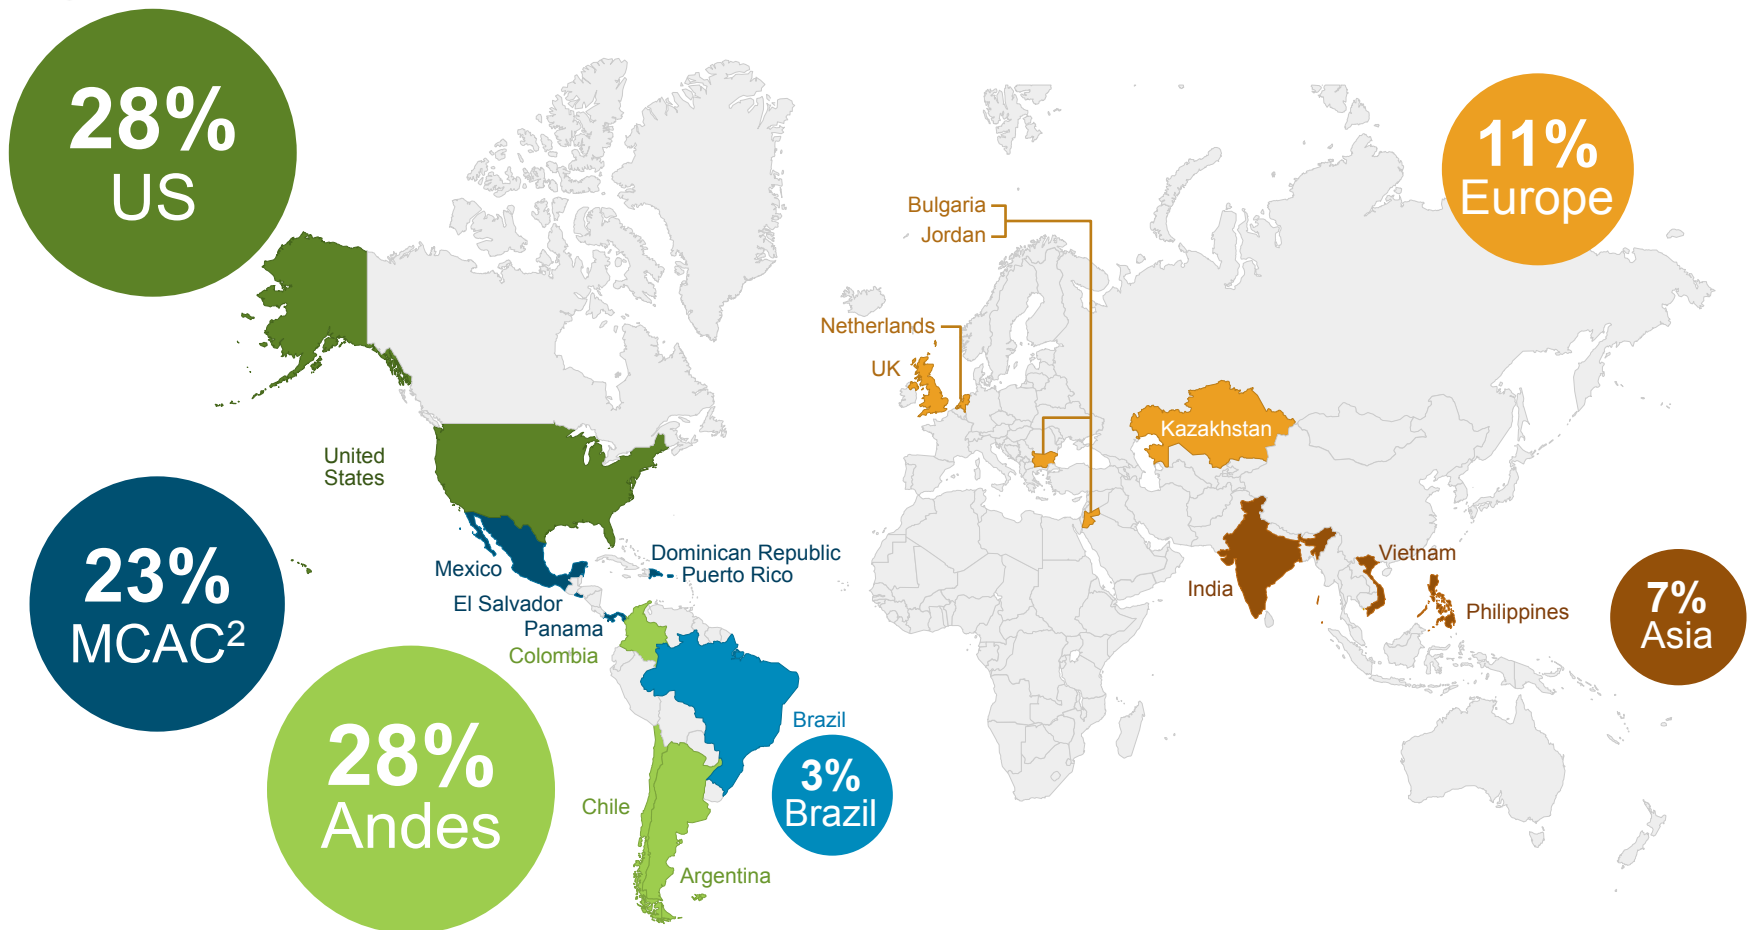 28%
US
11%
Europe
Bulgaria
Jordan
Netherlands
UK
Kazakhstan
United
States
23%
MCAC²
Mexico
Dominican Republic
Puerto Rico
El Salvador
Panama
Colombia
India
Vietnam
Philippines
7%
Asia
28%
Andes
Brazil
3%
Brazil
Chile
Argentina